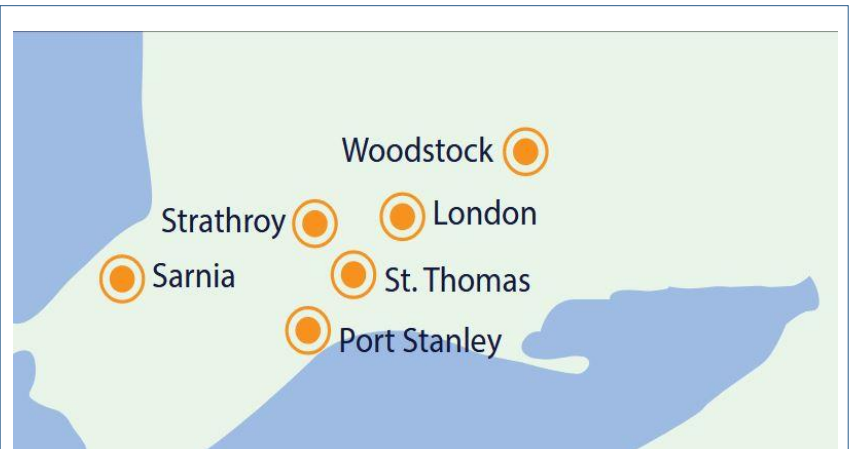 Woodstock
Strathroy
London
Sarnia
St. Thomas
Port Stanley